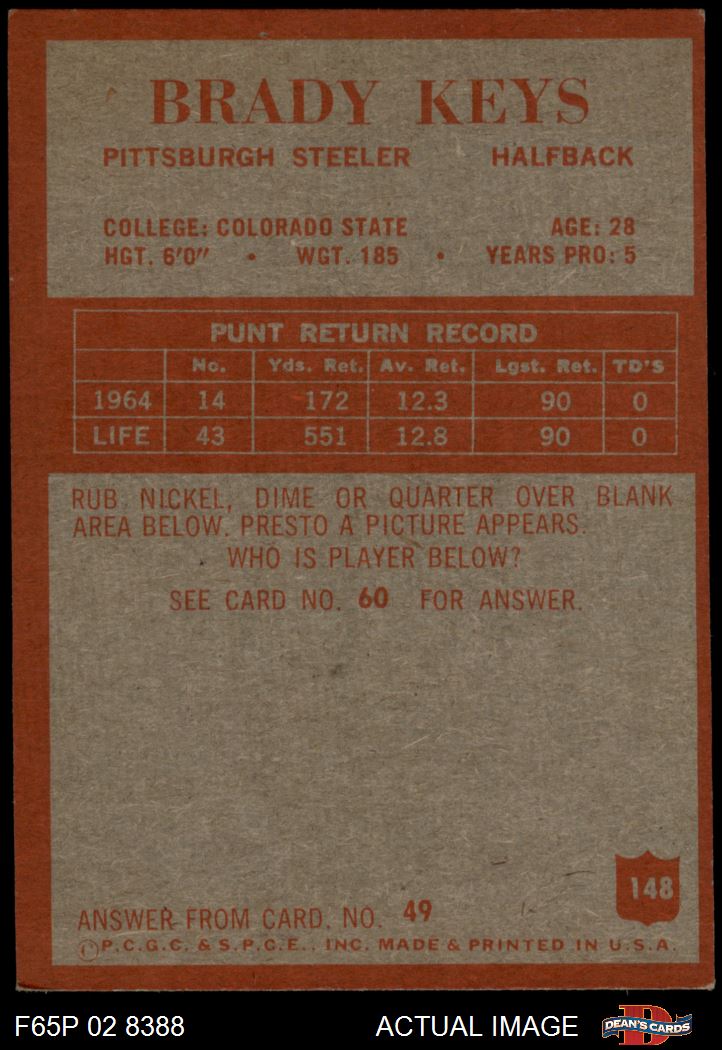 BRADY KEYS
PITTSBURGH STEELER HALFBACK
COLLEGE: COLORADO STATE AGE: 28
HGT. 6'0" • WGT. 185 • YEARS PRO: 5
PUNT RETURN RECORD
No. Yds. Ret. Av. Ret. Lgst. Ret. TD'S
1964 14 172 12.3 90 0
LIFE 43 551 12.8 90 0
RUB NICKEL, DIME OR QUARTER OVER BLANK
AREA BELOW. PRESTO A PICTURE APPEARS.
WHO IS PLAYER BELOW?
SEE CARD NO. 60 FOR ANSWER.
148
ANSWER FROM CARD. NO. 49
©P.C.G.C. & S.P.C.E., INC. MADE & PRINTED IN U.S.A.
F65P 02 8388 ACTUAL IMAGE
D DEAN'S CARDS